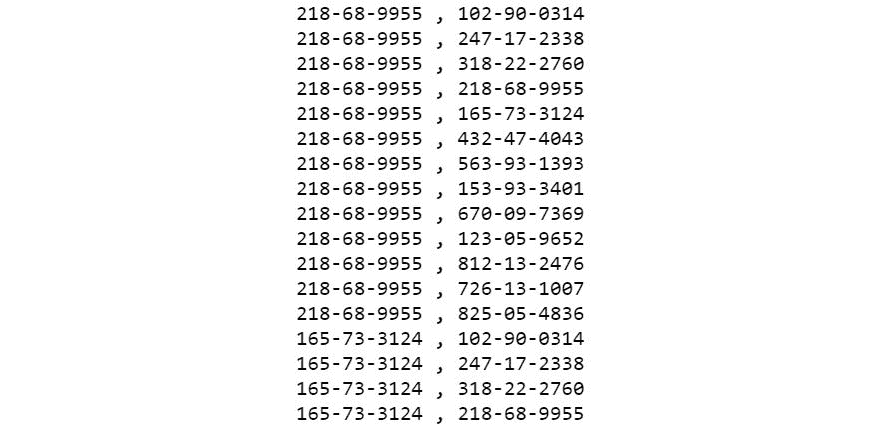 218-68-9955 , 102-90-0314
218-68-9955 , 247-17-2338
218-68-9955 , 318-22-2760
218-68-9955 , 218-68-9955
218-68-9955 , 165-73-3124
218-68-9955 , 432-47-4043
218-68-9955 , 563-93-1393
218-68-9955 , 153-93-3401
218-68-9955 , 670-09-7369
218-68-9955 , 123-05-9652
218-68-9955 , 812-13-2476
218-68-9955 , 726-13-1007
218-68-9955 , 825-05-4836
165-73-3124 , 102-90-0314
165-73-3124 , 247-17-2338
165-73-3124 , 318-22-2760
165-73-3124 , 218-68-9955